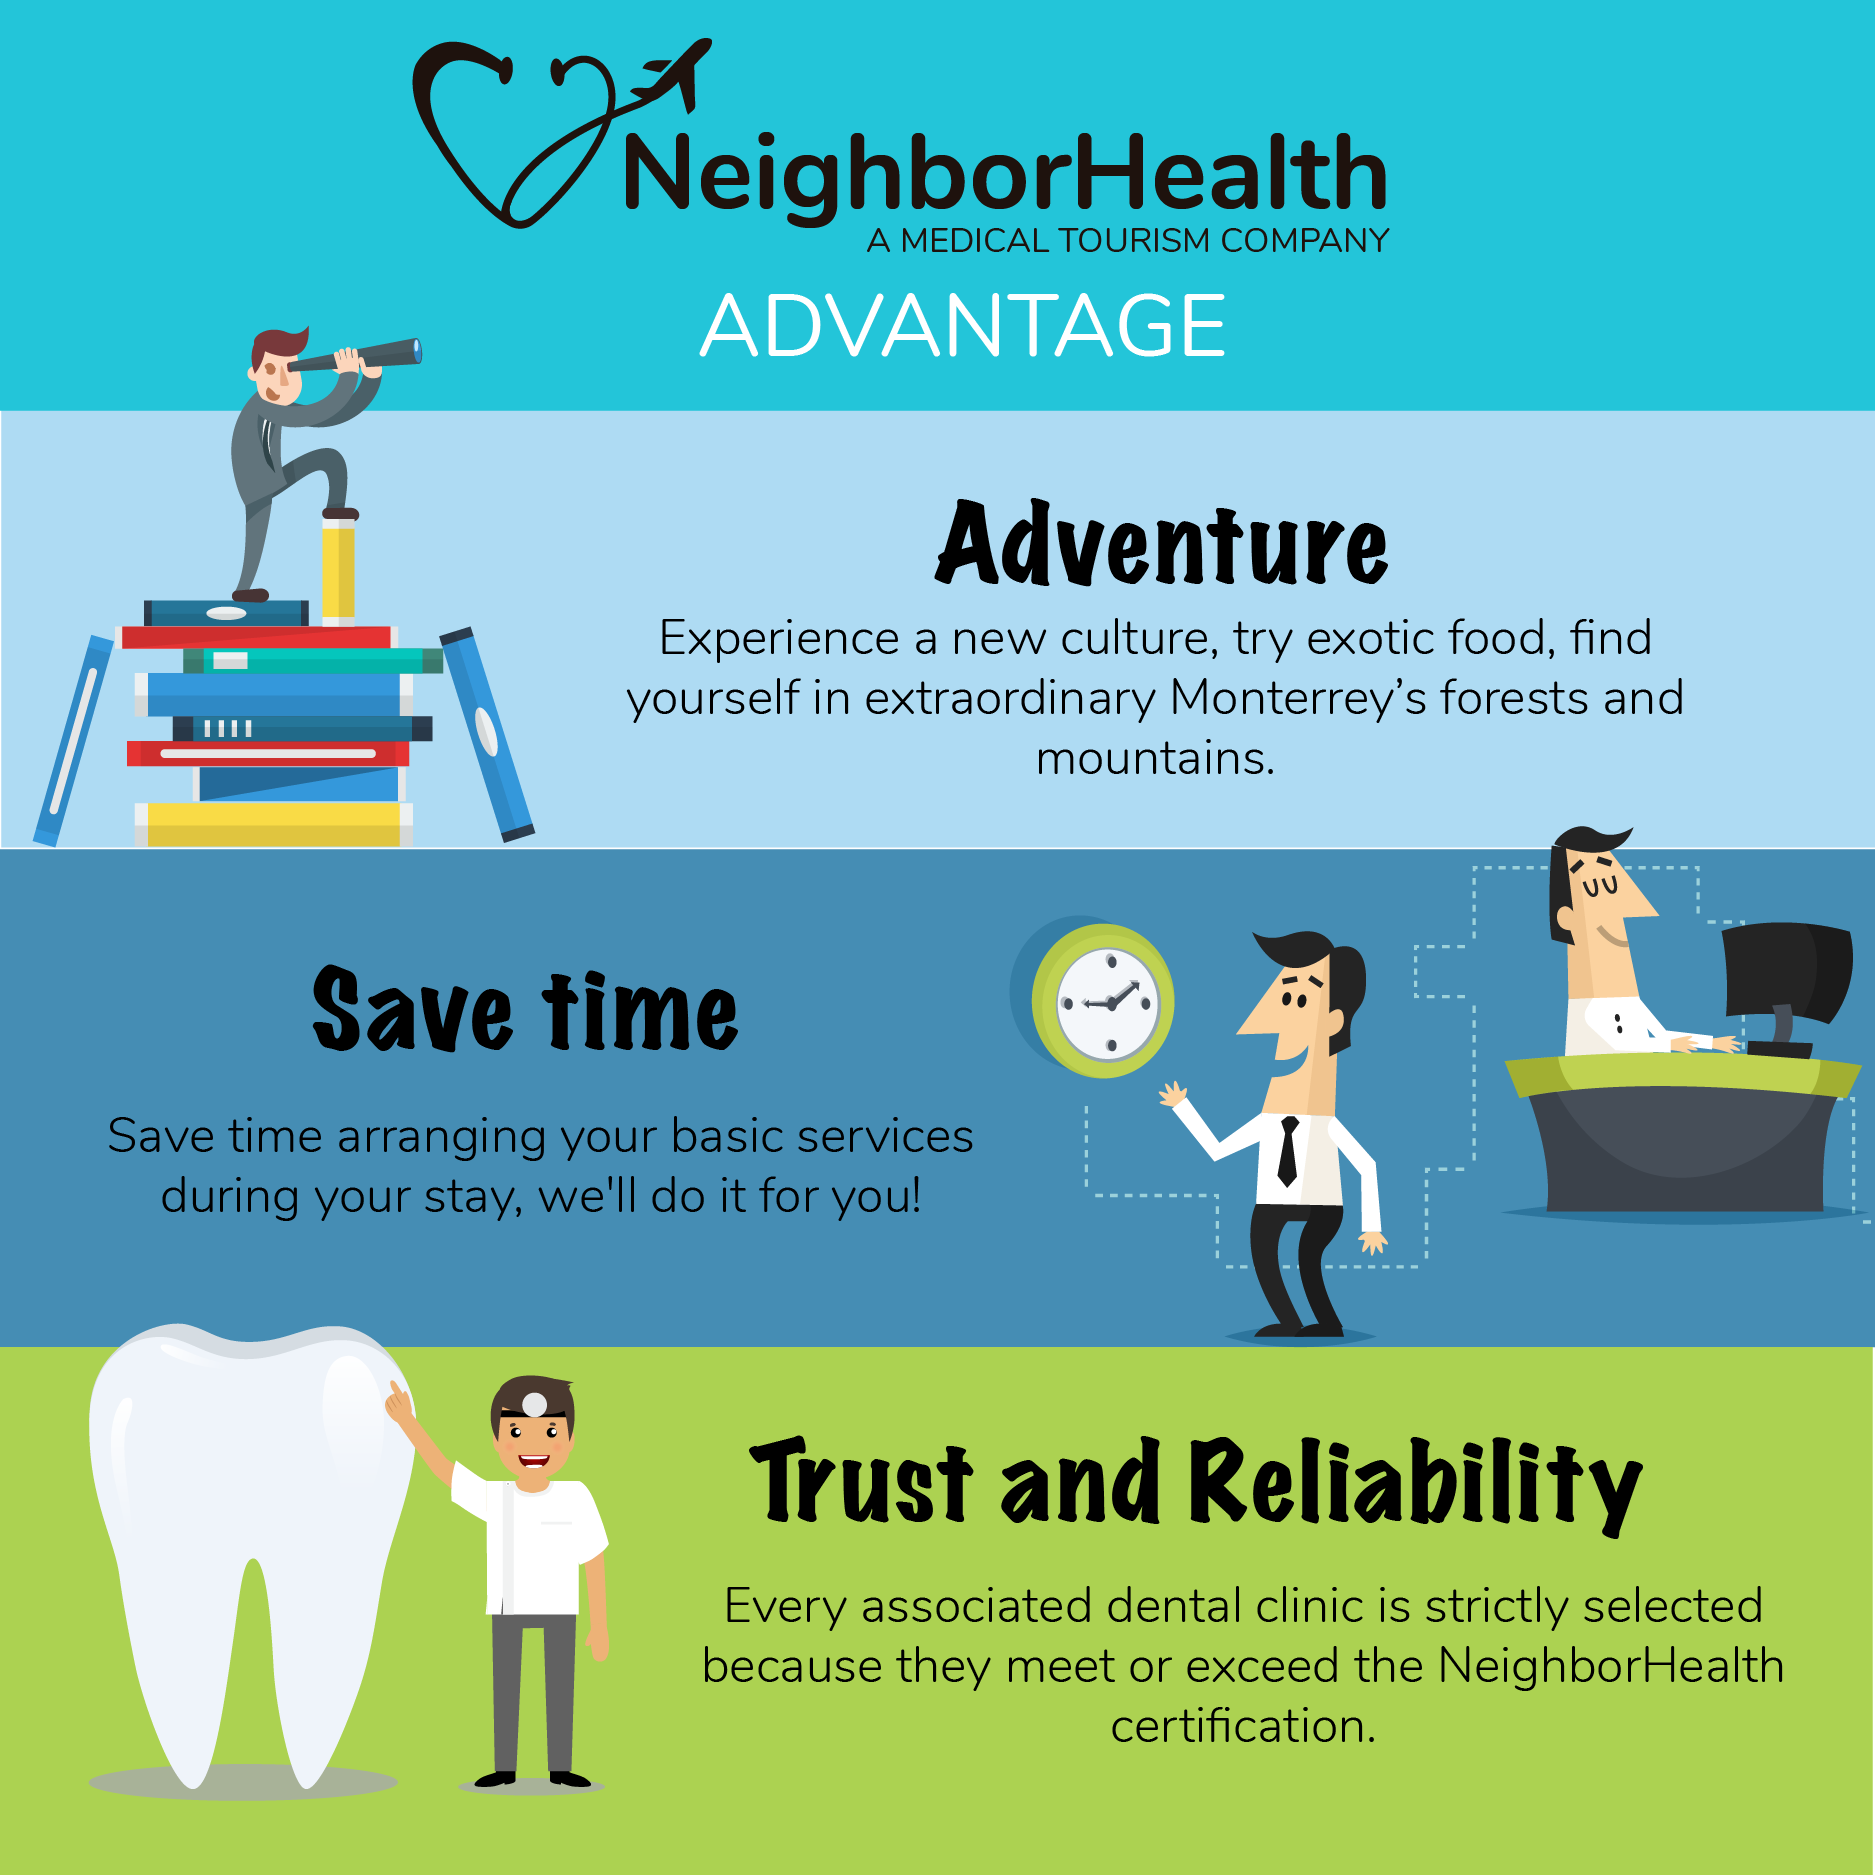 NeighborHealth
A MEDICAL TOURISM COMPANY
ADVANTAGE
Adventure
Experience a new culture, try exotic food, find
yourself in extraordinary Monterrey’s forests and
mountains.
Save time
Save time arranging your basic services
during your stay, we'll do it for you!
Trust and Reliability
Every associated dental clinic is strictly selected
because they meet or exceed the NeighborHealth
certification.